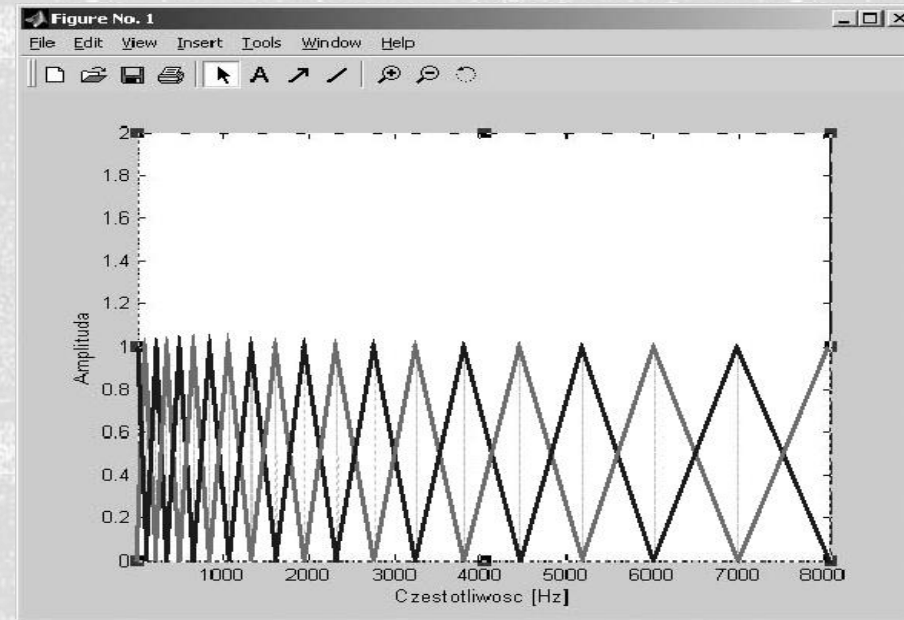 Figure No. 1
File Edit View Insert Tools Window Help
A
2
1.8
1.6
1.4
1.2
1
0.8
0.6
0.4
0.2
0
Amplituda
1000 2000 3000 4000 5000 6000 7000 8000
Czestotliwosc [Hz]